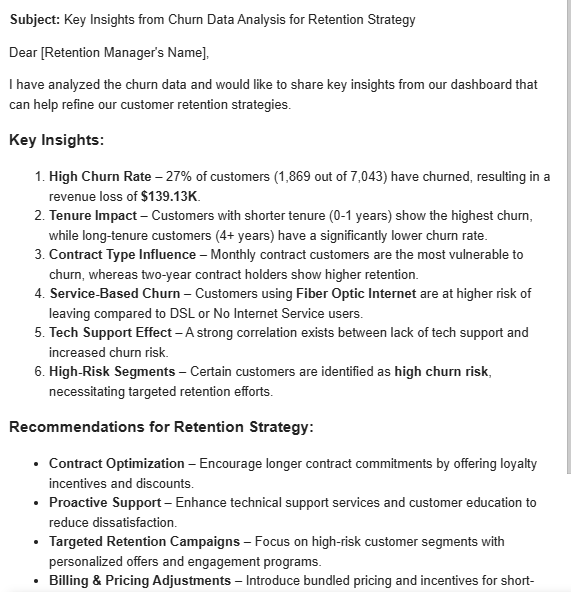 Subject: Key Insights from Churn Data Analysis for Retention Strategy
Dear [Retention Manager's Name],
I have analyzed the churn data and would like to share key insights from our dashboard that
can help refine our customer retention strategies.
Key Insights:
1. High Churn Rate – 27% of customers (1,869 out of 7,043) have churned, resulting in a
revenue loss of $139.13K.
2. Tenure Impact – Customers with shorter tenure (0-1 years) show the highest churn,
while long-tenure customers (4+ years) have a significantly lower churn rate.
3. Contract Type Influence – Monthly contract customers are the most vulnerable to
churn, whereas two-year contract holders show higher retention.
4. Service-Based Churn – Customers using Fiber Optic Internet are at higher risk of
leaving compared to DSL or No Internet Service users.
5. Tech Support Effect – A strong correlation exists between lack of tech support and
increased churn risk.
6. High-Risk Segments – Certain customers are identified as high churn risk,
necessitating targeted retention efforts.
Recommendations for Retention Strategy:
• Contract Optimization – Encourage longer contract commitments by offering loyalty
incentives and discounts.
• Proactive Support – Enhance technical support services and customer education to
reduce dissatisfaction.
• Targeted Retention Campaigns – Focus on high-risk customer segments with
personalized offers and engagement programs.
• Billing & Pricing Adjustments – Introduce bundled pricing and incentives for short-